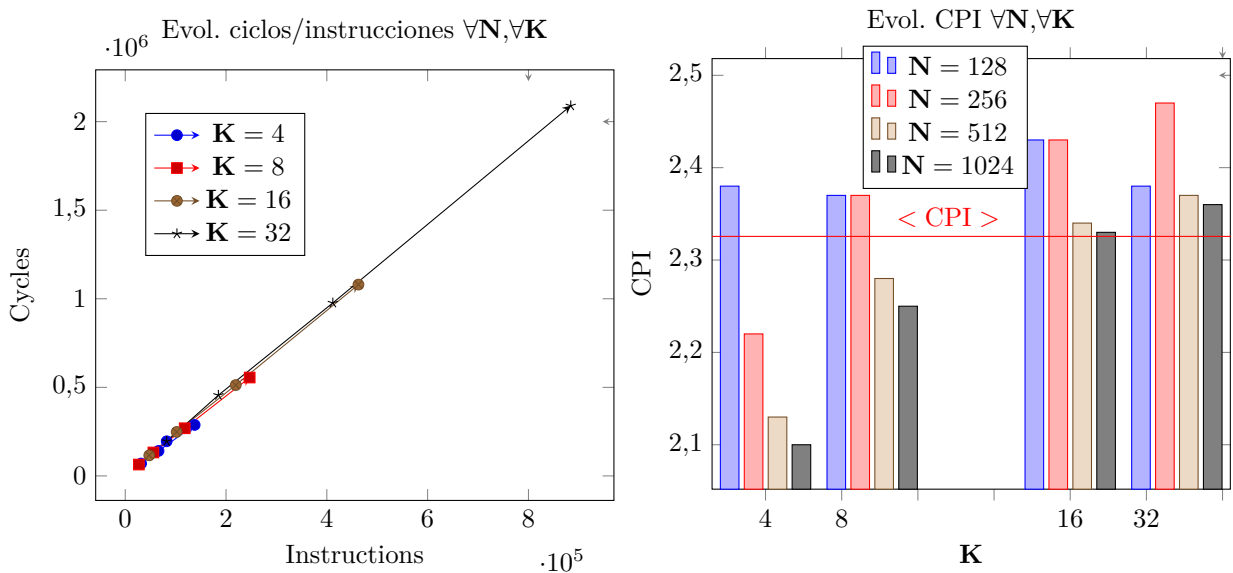 Evol. ciclos/instrucciones ∀N,∀K
·10⁶
2
1,5
1
0,5
0
Cycles
K = 4
K = 8
K = 16
K = 32
0
2
4
6
8
Instructions
·10⁵
Evol. CPI ∀N,∀K
N = 128
N = 256
N = 512
N = 1024
< CPI >
2,5
2,4
2,3
2,2
2,1
CPI
4
8
16
32
K